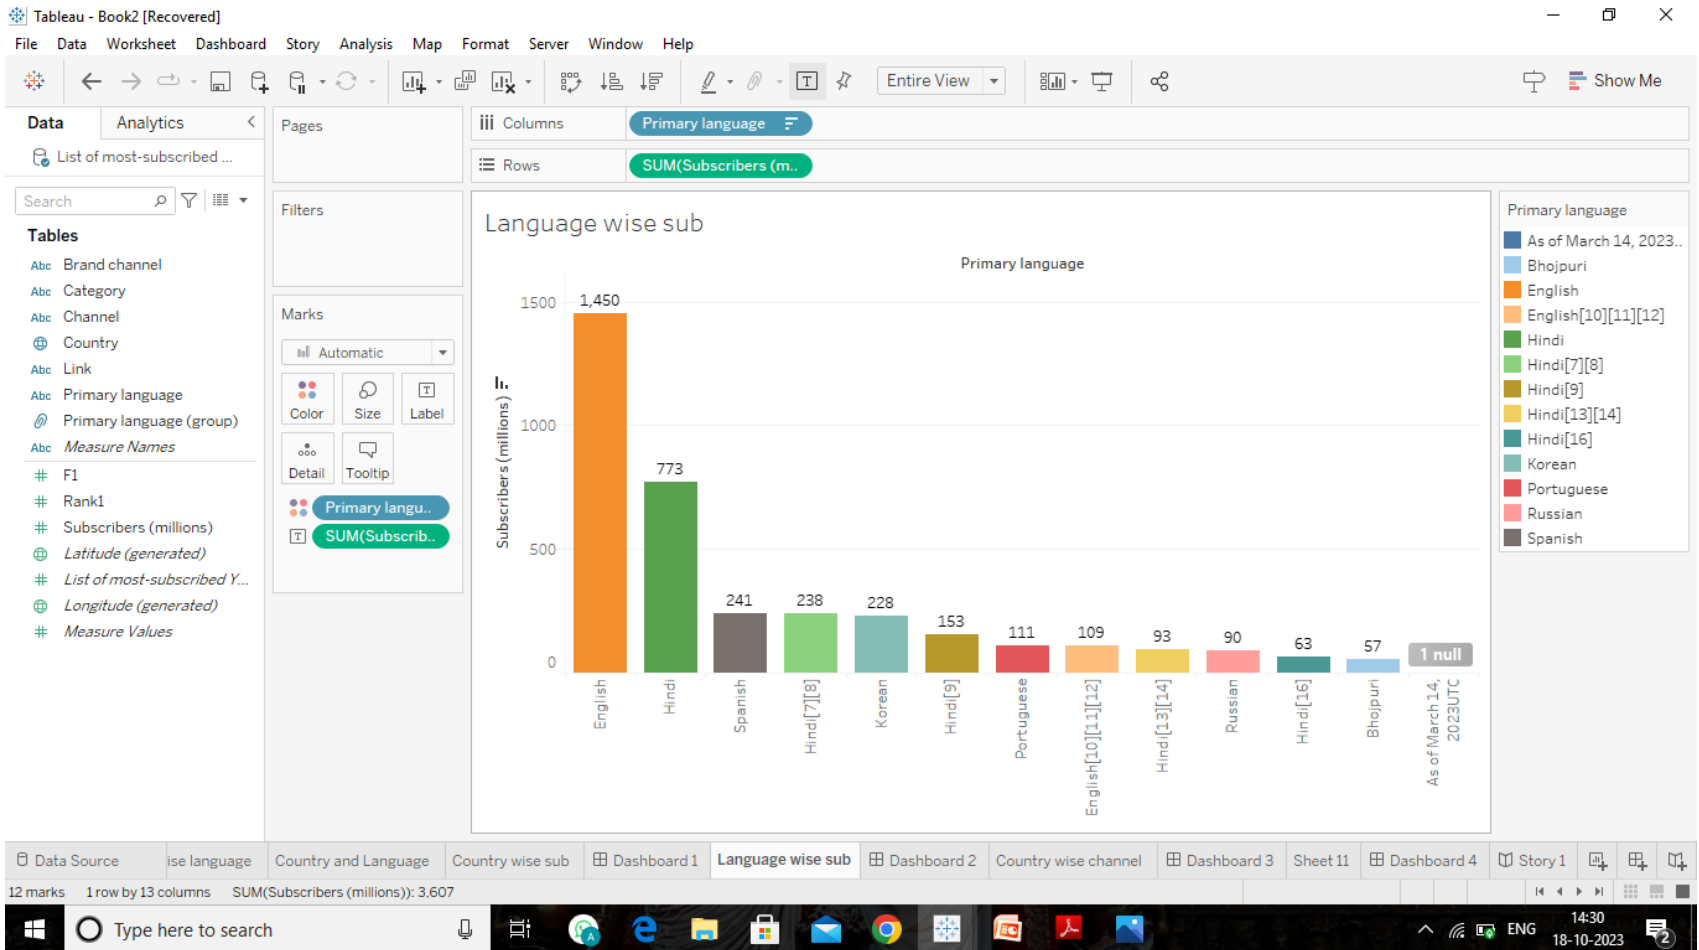 Tableau - Book2 [Recovered]
File Data Worksheet Dashboard Story Analysis Map Format Server Window Help
Entire View
Show Me
Data Analytics
List of most-subscribed ...
Search
Tables
Abc Brand channel
Abc Category
Abc Channel
Country
Abc Link
Abc Primary language
Primary language (group)
Abc Measure Names
# F1
# Rank1
# Subscribers (millions)
Latitude (generated)
# List of most-subscribed Y...
Longitude (generated)
# Measure Values
Pages
Filters
Marks
Automatic
Color Size Label
Detail Tooltip
Primary langu..
SUM(Subscrib..
Columns Primary language
Rows SUM(Subscribers (m..
Language wise sub
Primary language
Subscribers (millions)
1500
1000
500
0
1,450
773
241
238
228
153
111
109
93
90
63
57
1 null
English
Hindi
Spanish
Hindi[7][8]
Korean
Hindi[9]
Portuguese
English[10][11][12]
Hindi[13][14]
Russian
Hindi[16]
Bhojpuri
As of March 14,
2023UTC
Primary language
As of March 14, 2023..
Bhojpuri
English
English[10][11][12]
Hindi
Hindi[7][8]
Hindi[9]
Hindi[13][14]
Hindi[16]
Korean
Portuguese
Russian
Spanish
Data Source ise language Country and Language Country wise sub Dashboard 1 Language wise sub Dashboard 2 Country wise channel Dashboard 3 Sheet 11 Dashboard 4 Story 1
12 marks 1 row by 13 columns SUM(Subscribers (millions)): 3,607
Type here to search
ENG
14:30
18-10-2023
2